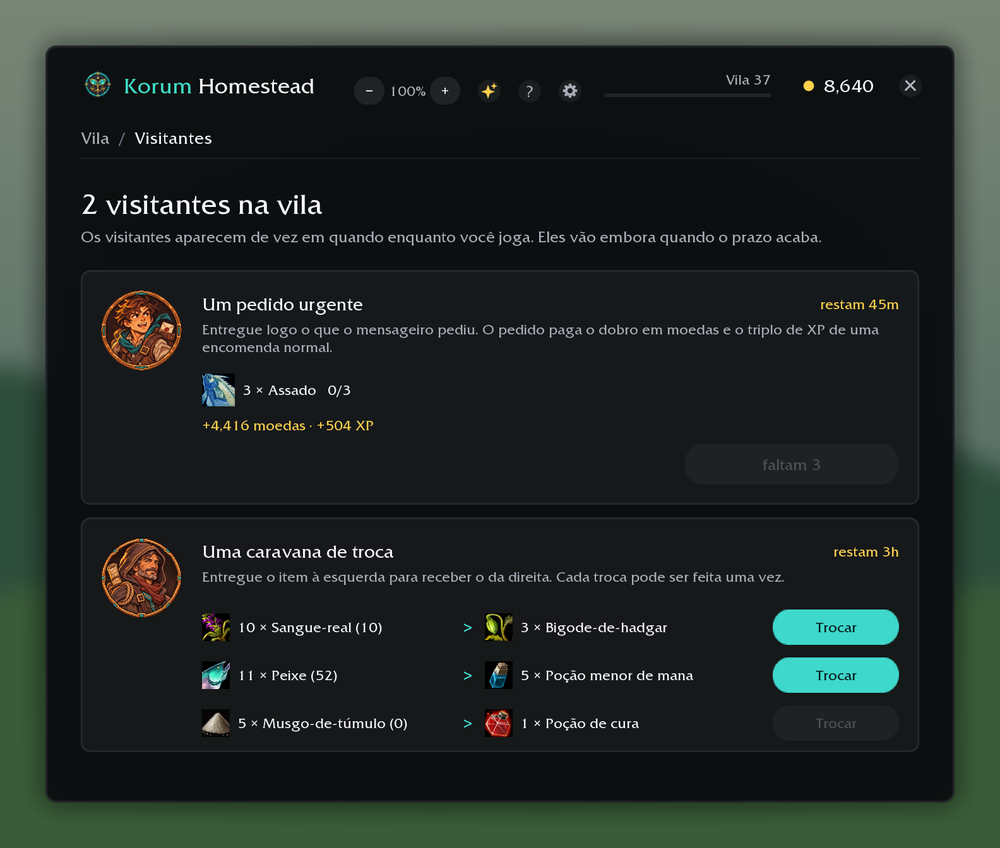 Korum Homestead
− 100% +
?
Vila 37
8,640
Vila / Visitantes
2 visitantes na vila
Os visitantes aparecem de vez em quando enquanto você joga. Eles vão embora quando o prazo acaba.
Um pedido urgente
restam 45m
Entregue logo o que o mensageiro pediu. O pedido paga o dobro em moedas e o triplo de XP de uma
encomenda normal.
3 × Assado 0/3
+4,416 moedas · +504 XP
faltam 3
Uma caravana de troca
restam 3h
Entregue o item à esquerda para receber o da direita. Cada troca pode ser feita uma vez.
10 × Sangue-real (10) > 3 × Bigode-de-hadgar Trocar
11 × Peixe (52) > 5 × Poção menor de mana Trocar
5 × Musgo-de-túmulo (0) > 1 × Poção de cura Trocar